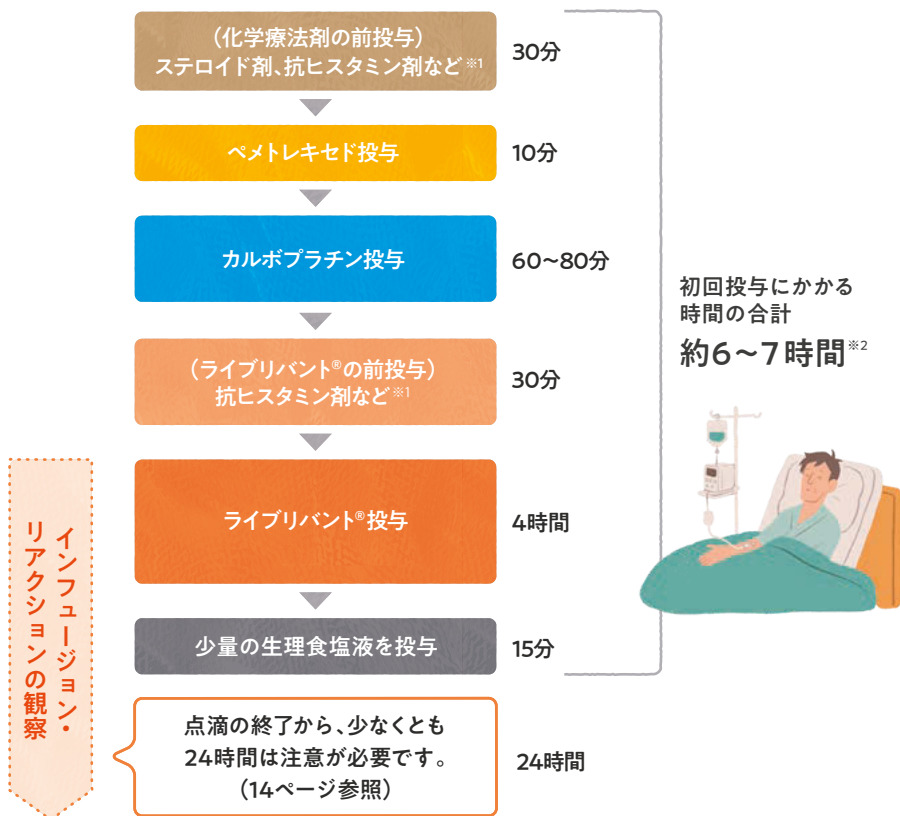 （化学療法剤の前投与）
ステロイド剤、抗ヒスタミン剤など※1
30分
ペメトレキセド投与
10分
カルボプラチン投与
60〜80分
（ライブリバント®の前投与）
抗ヒスタミン剤など※1
30分
ライブリバント®投与
4時間
少量の生理食塩液を投与
15分
初回投与にかかる
時間の合計
約6〜7時間※2
インフュージョン・
リアクションの観察
点滴の終了から、少なくとも
24時間は注意が必要です。
（14ページ参照）
24時間